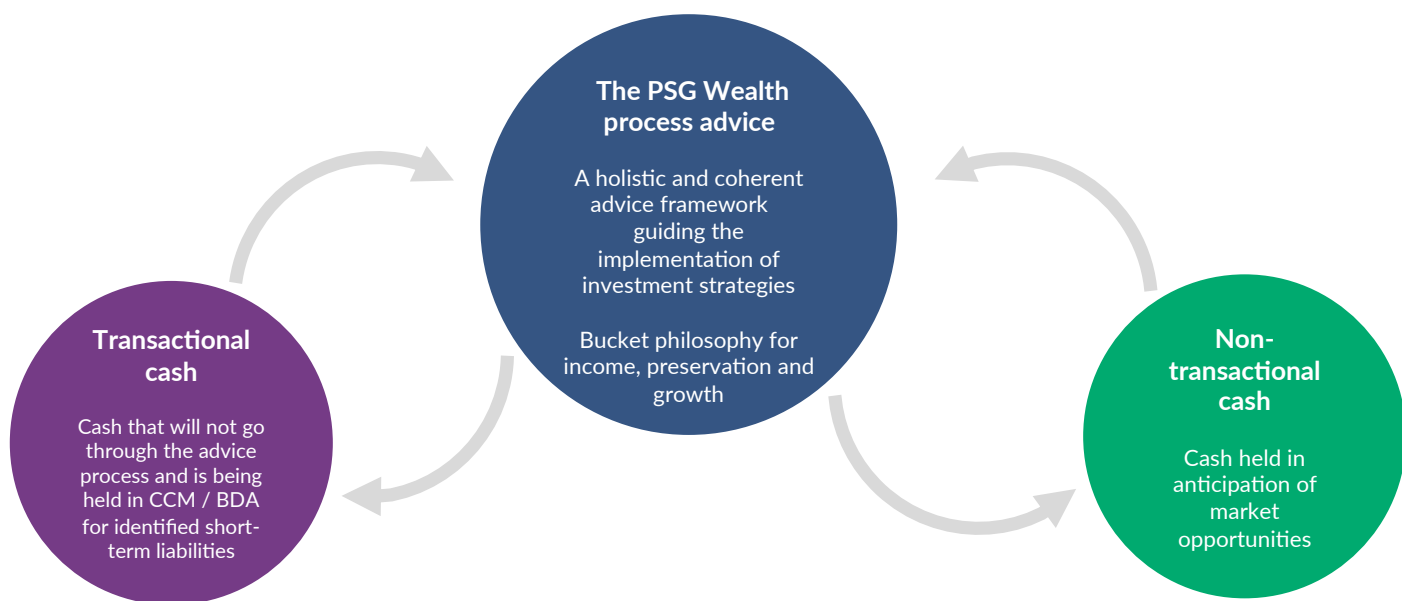 The PSG Wealth
process advice
A holistic and coherent
advice framework
guiding the
implementation of
investment strategies
Bucket philosophy for
income, preservation and
growth
Transactional
cash
Cash that will not go
through the advice
process and is being
held in CCM / BDA
for identified short-
term liabilities
Non-
transactional
cash
Cash held in
anticipation of
market
opportunities